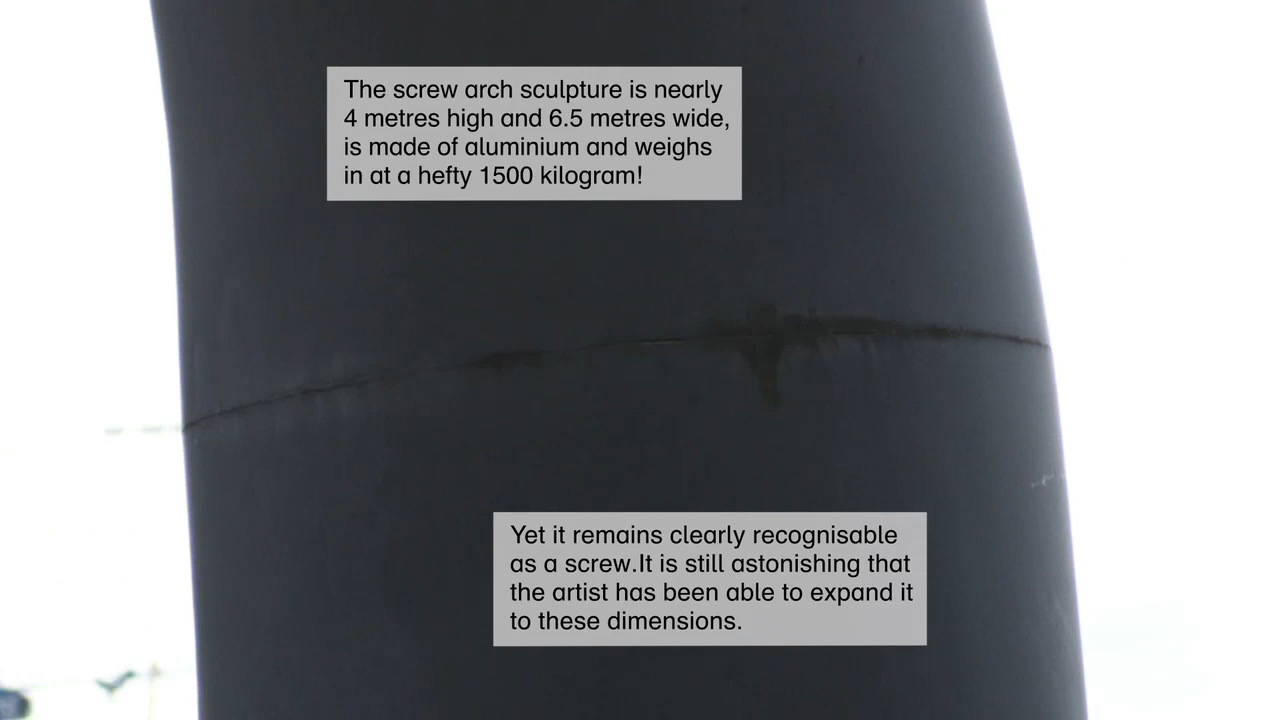 The screw arch sculpture is nearly
4 metres high and 6.5 metres wide,
is made of aluminium and weighs
in at a hefty 1500 kilogram!
Yet it remains clearly recognisable
as a screw.It is still astonishing that
the artist has been able to expand it
to these dimensions.